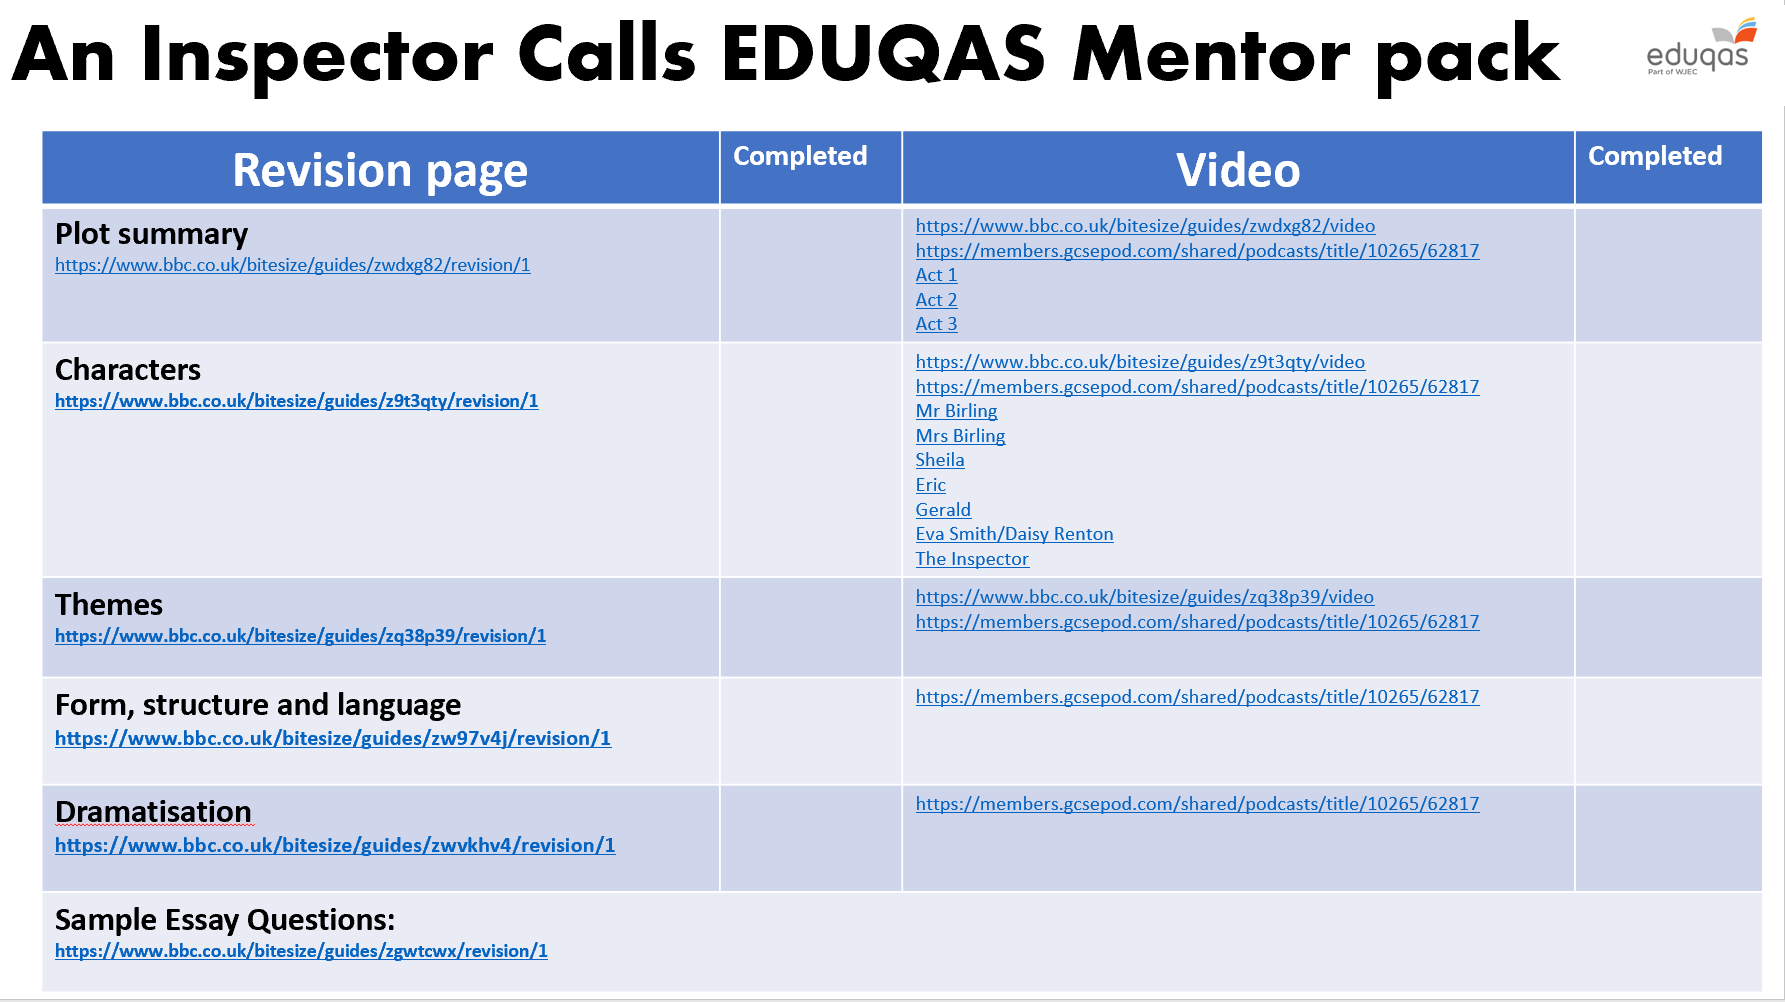 An Inspector Calls EDUQAS Mentor pack
eduqas
Part of WJEC
Revision page
Completed
Video
Completed
Plot summary
https://www.bbc.co.uk/bitesize/guides/zwdxg82/revision/1
https://www.bbc.co.uk/bitesize/guides/zwdxg82/video
https://members.gcsepod.com/shared/podcasts/title/10265/62817
Act 1
Act 2
Act 3
Characters
https://www.bbc.co.uk/bitesize/guides/z9t3qty/revision/1
https://www.bbc.co.uk/bitesize/guides/z9t3qty/video
https://members.gcsepod.com/shared/podcasts/title/10265/62817
Mr Birling
Mrs Birling
Sheila
Eric
Gerald
Eva Smith/Daisy Renton
The Inspector
Themes
https://www.bbc.co.uk/bitesize/guides/zq38p39/revision/1
https://www.bbc.co.uk/bitesize/guides/zq38p39/video
https://members.gcsepod.com/shared/podcasts/title/10265/62817
Form, structure and language
https://www.bbc.co.uk/bitesize/guides/zw97v4j/revision/1
https://members.gcsepod.com/shared/podcasts/title/10265/62817
Dramatisation
https://www.bbc.co.uk/bitesize/guides/zwvkhv4/revision/1
https://members.gcsepod.com/shared/podcasts/title/10265/62817
Sample Essay Questions:
https://www.bbc.co.uk/bitesize/guides/zgwtcwx/revision/1